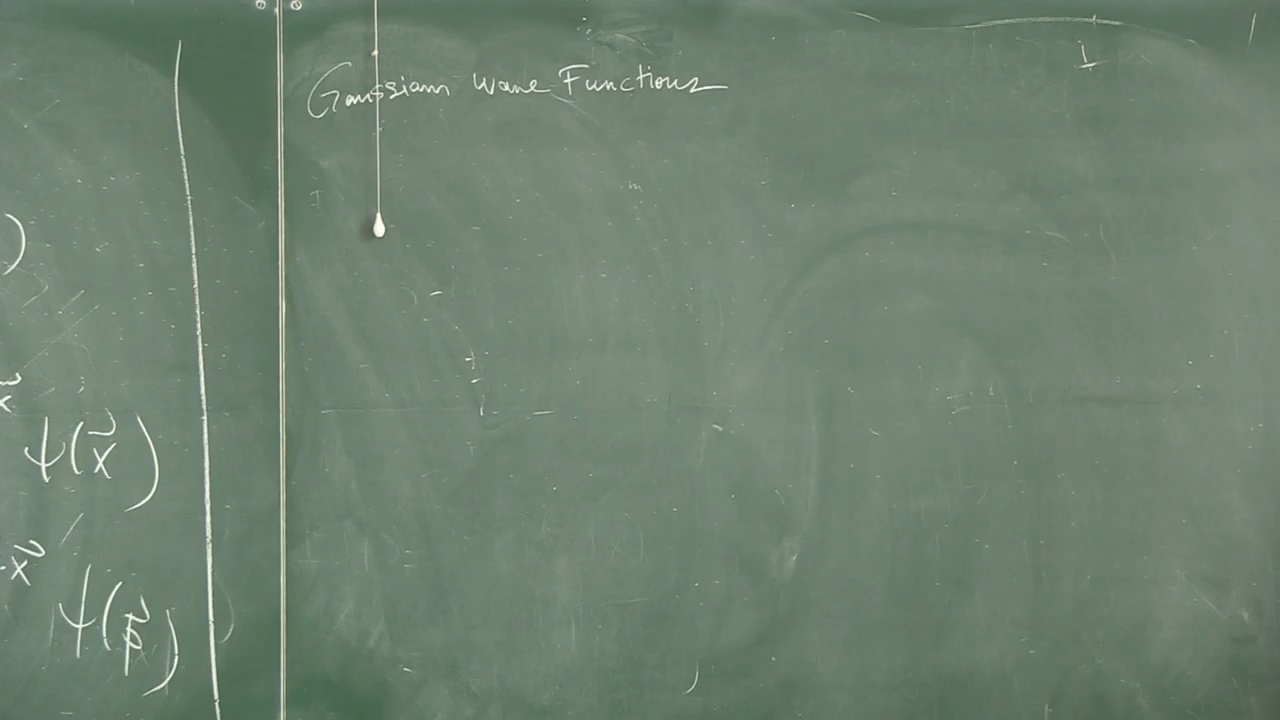 Gaussian Wave Functions
)
x⃗
ψ(x⃗)
x⃗
ψ(p⃗)